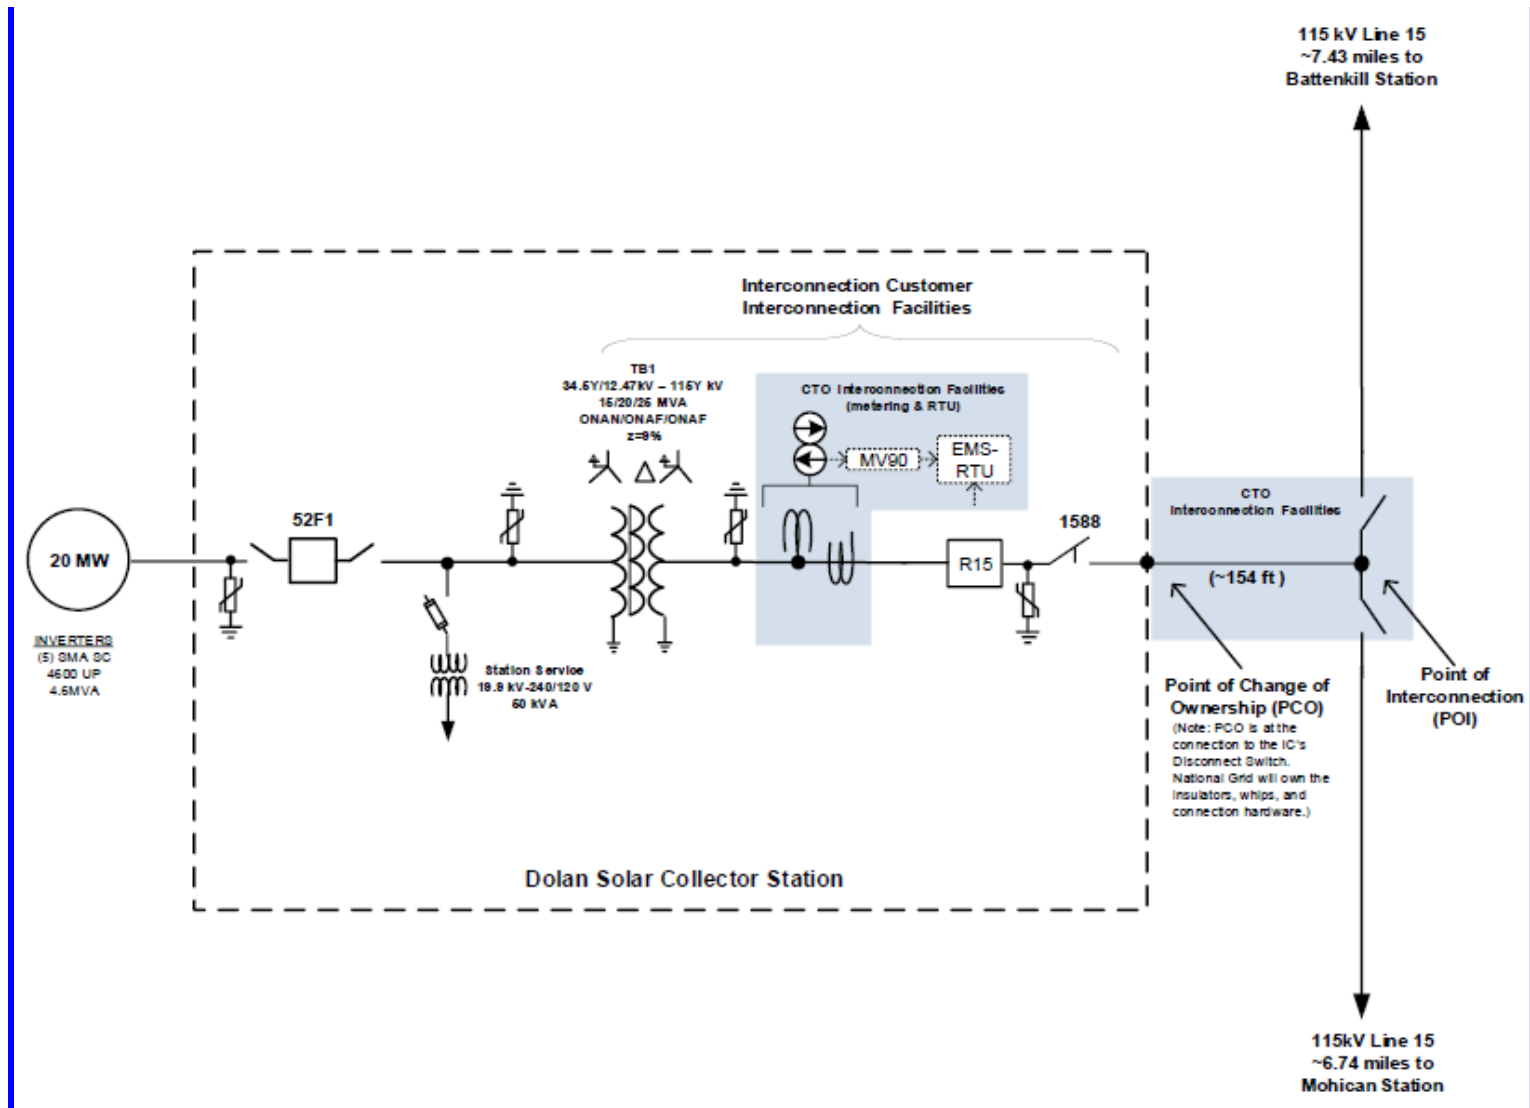 115 kV Line 15
~7.43 miles to
Battenkill Station
Interconnection Customer
Interconnection Facilities
TB1
34.5Y/12.47kV – 115Y kV
15/20/25 MVA
ONAN/ONAF/ONAF
z=9%
CTO Interconnection Facilities
(metering & RTU)
MV90
EMS-
RTU
CTO
Interconnection Facilities
52F1
1588
20 MW
R15
(~154 ft )
INVERTERS
(5) SMA SC
4600 UP
4.6MVA
Station Service
19.9 kV-240/120 V
50 kVA
Point of Change of
Ownership (PCO)
(Note: PCO is at the
connection to the IC's
Disconnect Switch.
National Grid will own the
insulators, whips, and
connection hardware.)
Point of
Interconnection
(POI)
Dolan Solar Collector Station
115kV Line 15
~6.74 miles to
Mohican Station